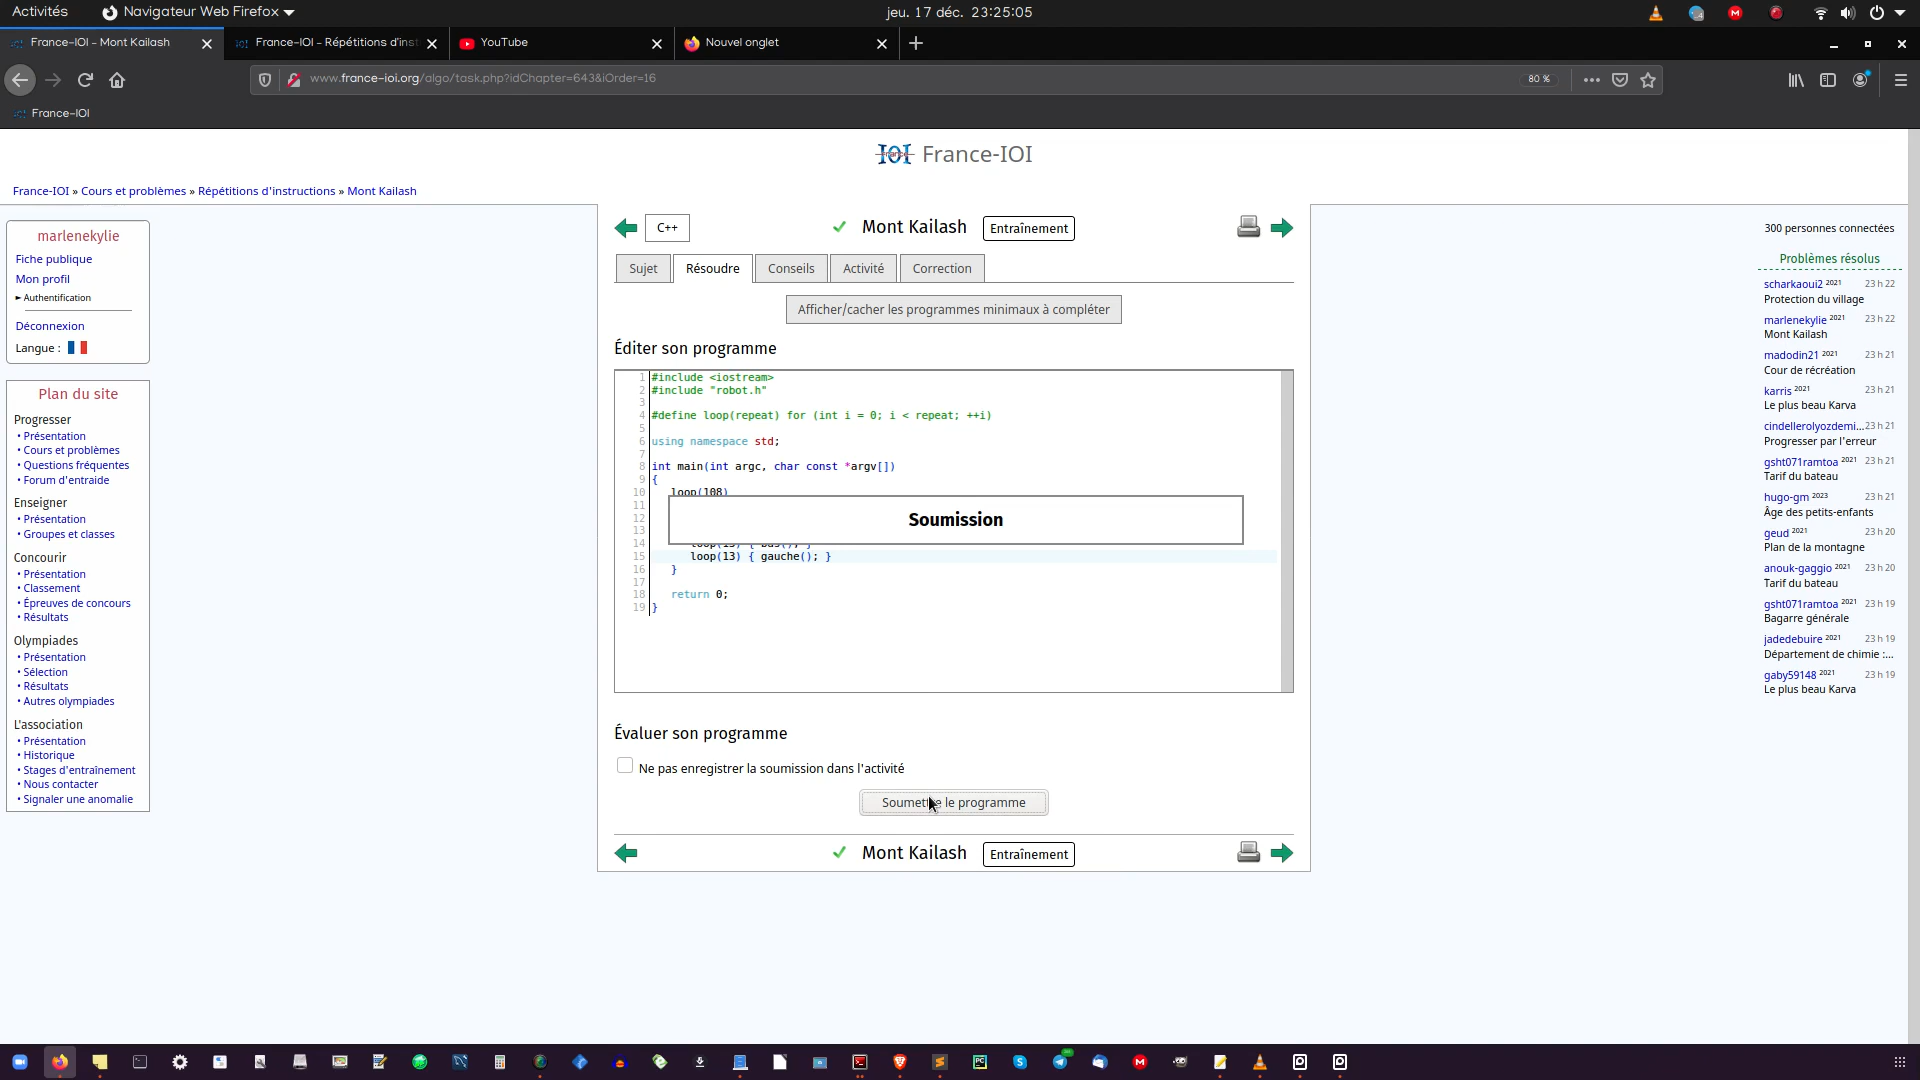 Activités
Navigateur Web Firefox
jeu. 17 déc. 23:25:05
France-IOI - Mont Kailash
France-IOI - Répétitions d'inst
YouTube
Nouvel onglet
www.france-ioi.org/algo/task.php?idChapter=643&iOrder=16
80 %
France-IOI
France-IOI
France-IOI » Cours et problèmes » Répétitions d'instructions » Mont Kailash
marlenekylie
Fiche publique
Mon profil
► Authentification
Déconnexion
Langue :
Plan du site
Progresser
• Présentation
• Cours et problèmes
• Questions fréquentes
• Forum d'entraide
Enseigner
• Présentation
• Groupes et classes
Concourir
• Présentation
• Classement
• Épreuves de concours
• Résultats
Olympiades
• Présentation
• Sélection
• Résultats
• Autres olympiades
L'association
• Présentation
• Historique
• Stages d'entraînement
• Nous contacter
• Signaler une anomalie
C++
Mont Kailash
Entraînement
Sujet
Résoudre
Conseils
Activité
Correction
Afficher/cacher les programmes minimaux à compléter
Éditer son programme
1 #include <iostream>
2 #include "robot.h"
3
4 #define loop(repeat) for (int i = 0; i < repeat; ++i)
5
6 using namespace std;
7
8 int main(int argc, char const *argv[])
9 {
10 loop(108)
11
12
13
Soumission
14 loop(13) { bas(); }
15 loop(13) { gauche(); }
16 }
17
18 return 0;
19 }
Évaluer son programme
Ne pas enregistrer la soumission dans l'activité
Soumettre le programme
Mont Kailash
Entraînement
300 personnes connectées
Problèmes résolus
scharkaoui2 2021 23 h 22
Protection du village
marlenekylie 2021 23 h 22
Mont Kailash
madodin21 2021 23 h 21
Cour de récréation
karris 2021 23 h 21
Le plus beau Karva
cindellerolyozdemi... 23 h 21
Progresser par l'erreur
gsht071ramtoa 2021 23 h 21
Tarif du bateau
hugo-gm 2023 23 h 21
Âge des petits-enfants
geud 2021 23 h 20
Plan de la montagne
anouk-gaggio 2021 23 h 20
Tarif du bateau
gsht071ramtoa 2021 23 h 19
Bagarre générale
jadedebuire 2021 23 h 19
Département de chimie :...
gaby59148 2021 23 h 19
Le plus beau Karva